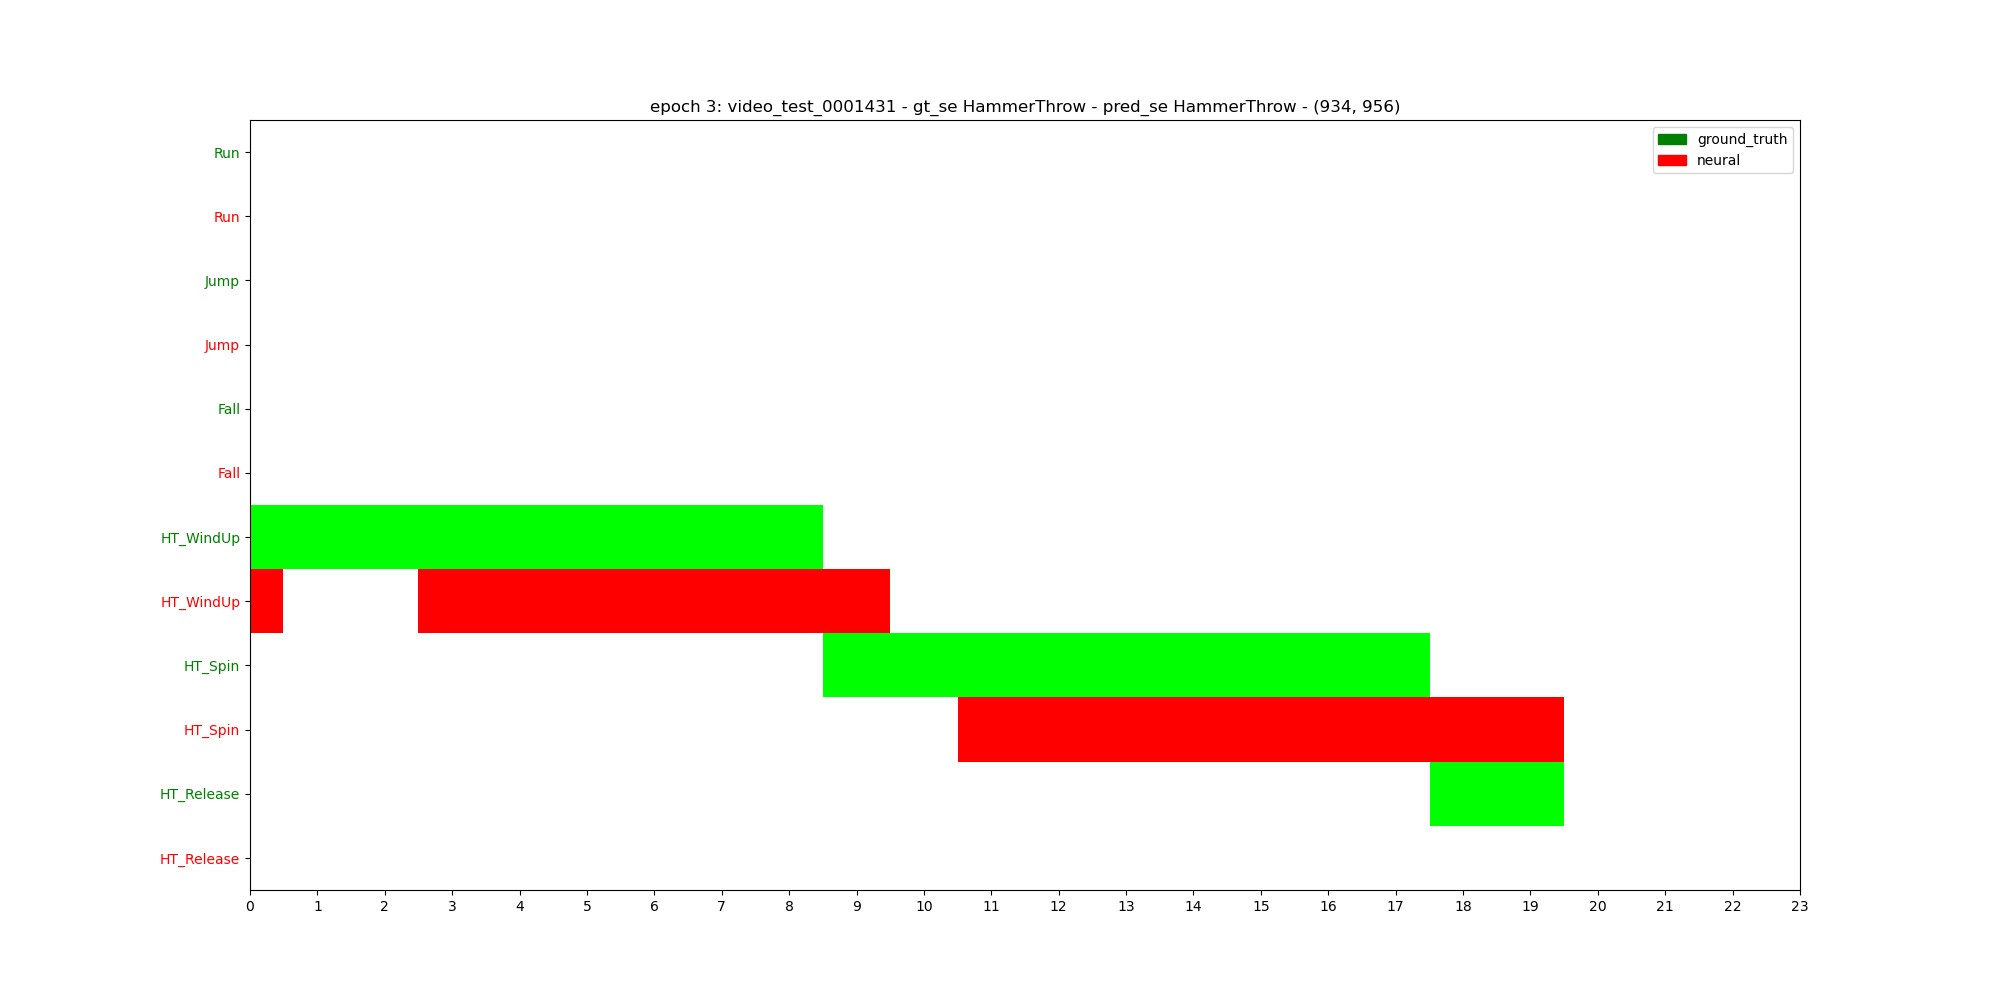 epoch 3: video_test_0001431 - gt_se HammerThrow - pred_se HammerThrow - (934, 956)
ground_truth
neural
Run
Run
Jump
Jump
Fall
Fall
HT_WindUp
HT_WindUp
HT_Spin
HT_Spin
HT_Release
HT_Release
0 1 2 3 4 5 6 7 8 9 10 11 12 13 14 15 16 17 18 19 20 21 22 23